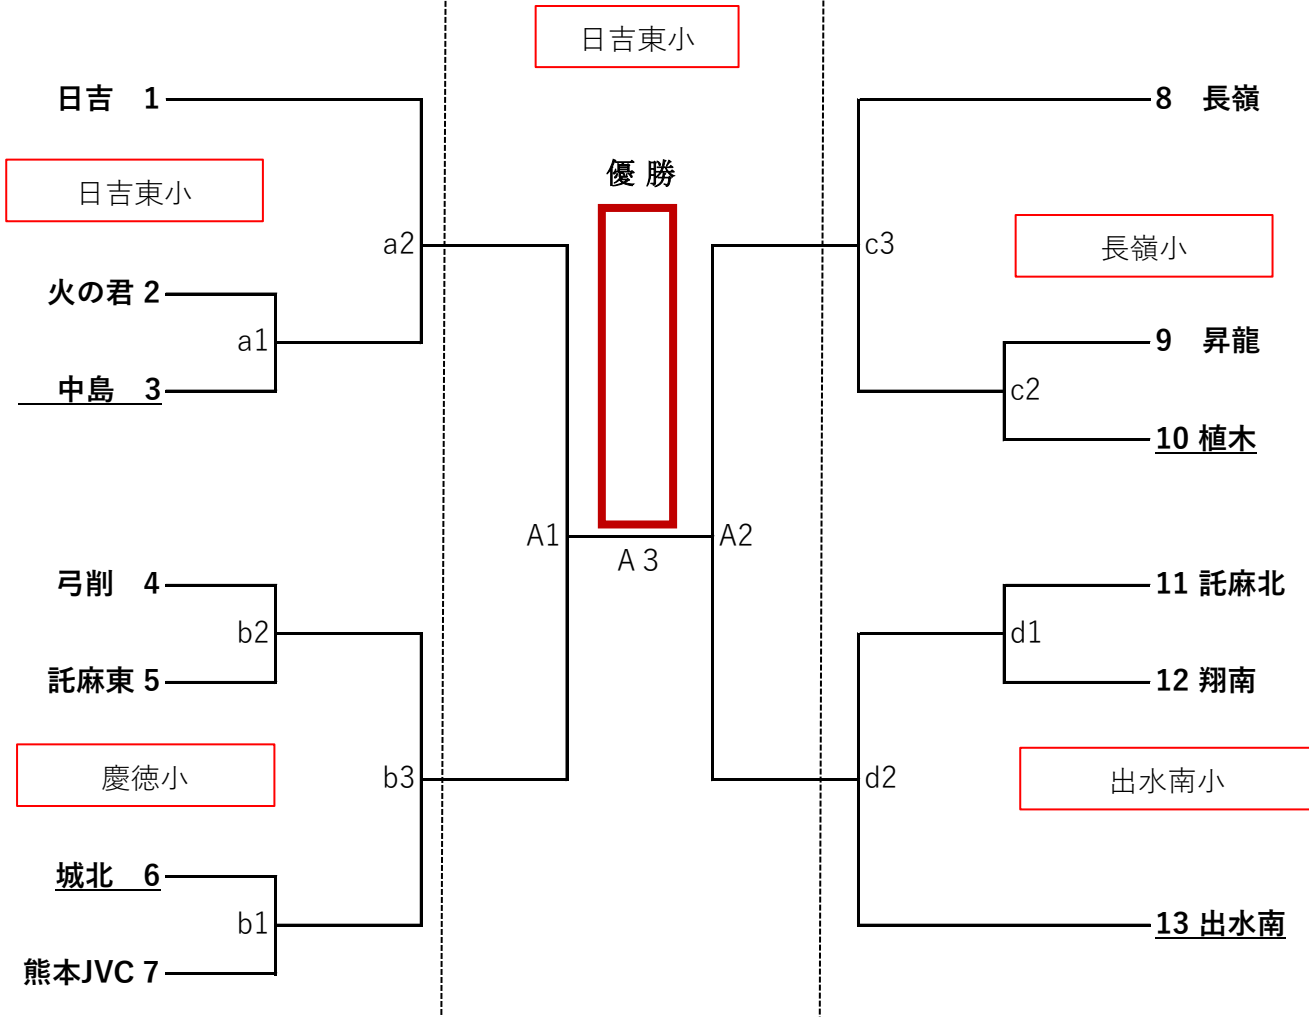 日吉東小
日吉 1
8 長嶺
日吉東小
優 勝
a2
c3
長嶺小
火の君 2
a1
9 昇龍
中島 3
c2
10 植木
A1
A2
A 3
弓削 4
11 託麻北
b2
d1
託麻東 5
12 翔南
慶徳小
b3
d2
出水南小
城北 6
b1
13 出水南
熊本JVC 7